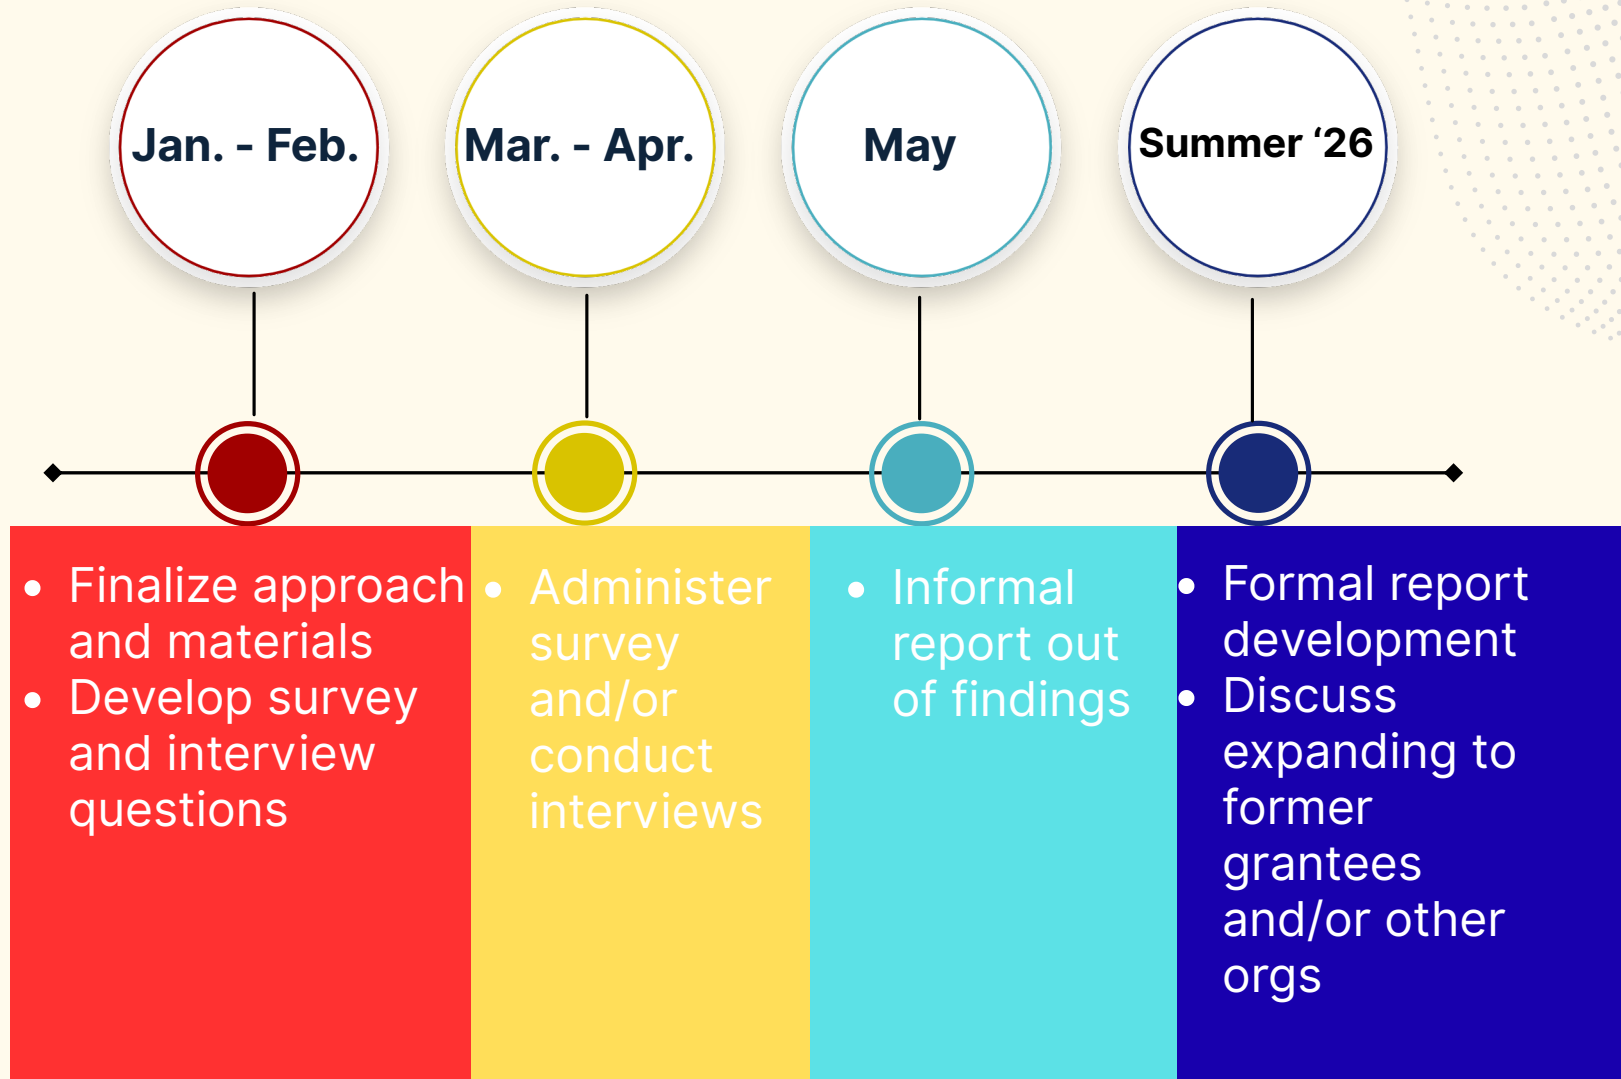 Jan. - Feb.
Mar. - Apr.
May
Summer ‘26
• Finalize approach
and materials
• Develop survey
and interview
questions
• Administer
survey
and/or
conduct
interviews
• Informal
report out
of findings
• Formal report
development
• Discuss
expanding to
former
grantees
and/or other
orgs